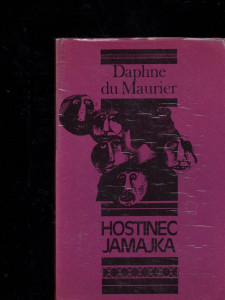 Daphne
du Maurier
HOSTINEC
JAMAJKA